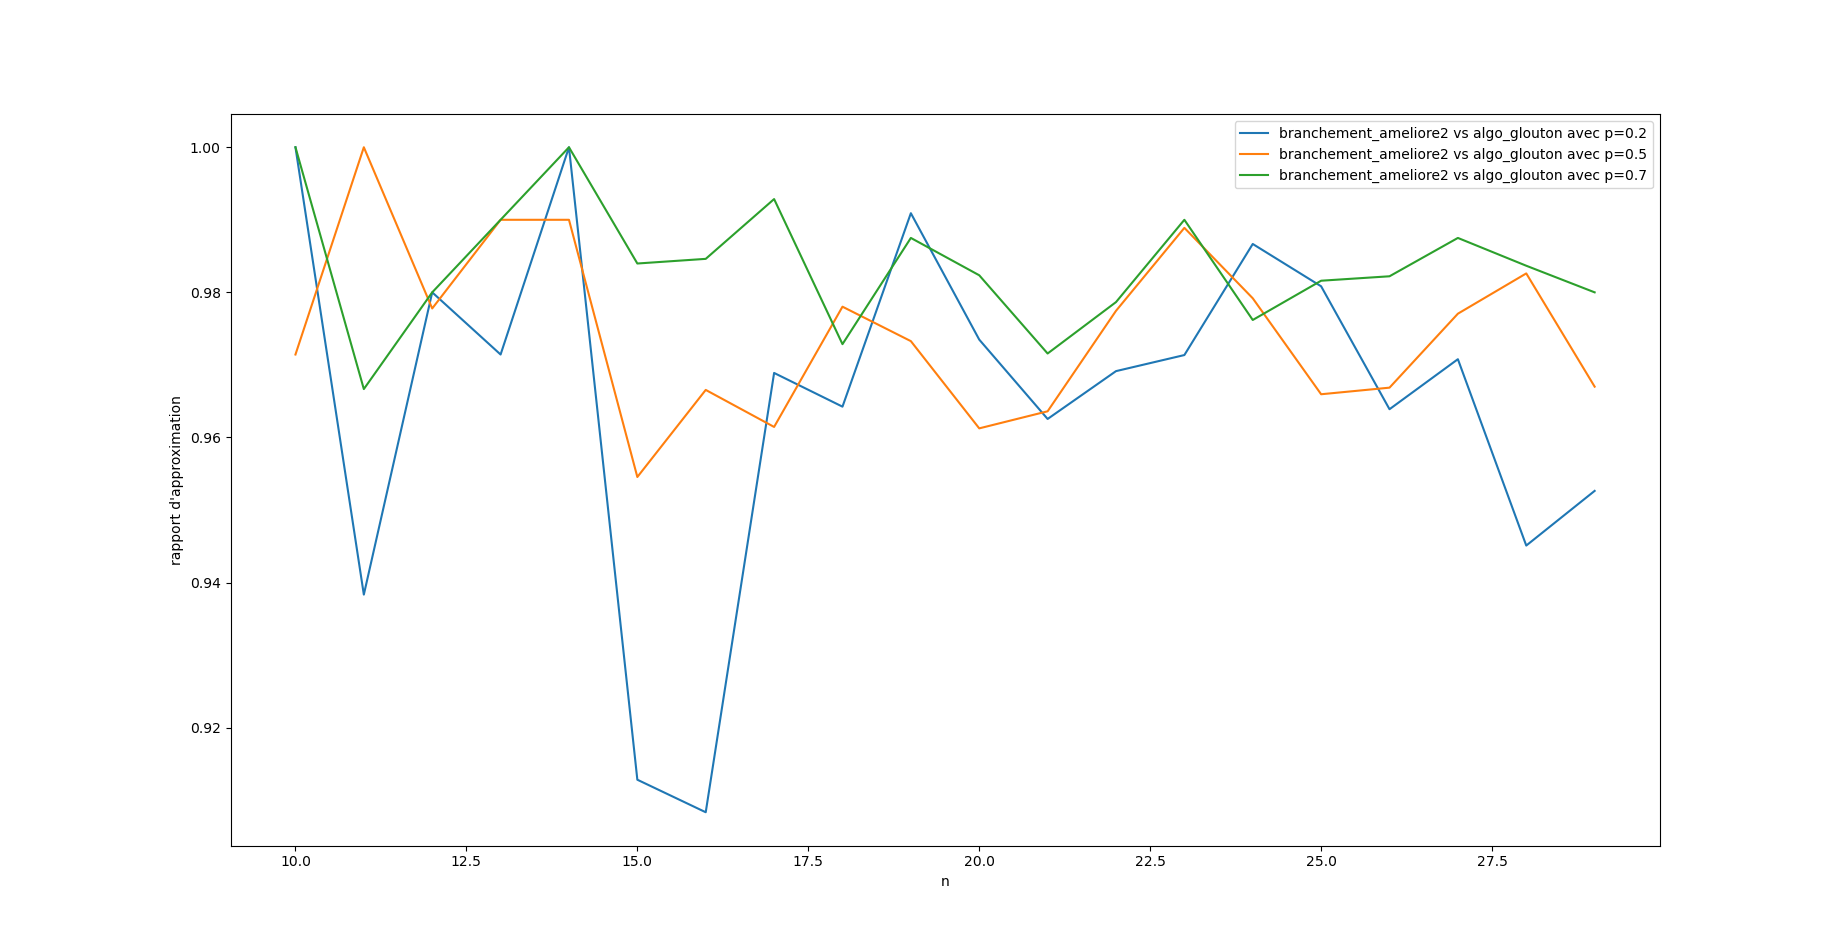 branchement_ameliore2 vs algo_glouton avec p=0.2
branchement_ameliore2 vs algo_glouton avec p=0.5
branchement_ameliore2 vs algo_glouton avec p=0.7
rapport d'approximation
1.00
0.98
0.96
0.94
0.92
10.0 12.5 15.0 17.5 20.0 22.5 25.0 27.5
n